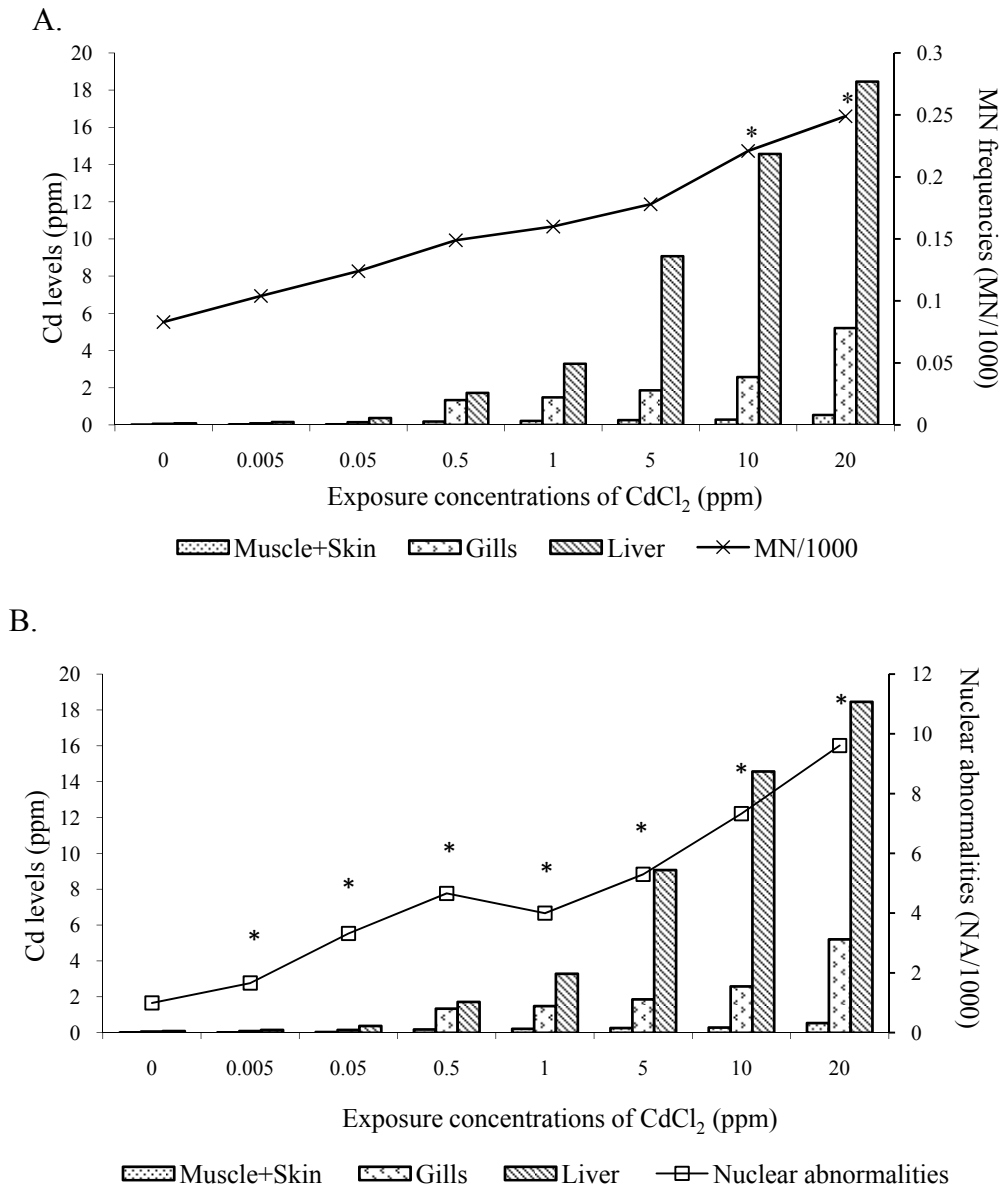 A.
20
18
16
14
12
10
8
6
4
2
0
Cd levels (ppm)
0.3
0.25
0.2
0.15
0.1
0.05
0
MN frequencies (MN/1000)
* *
0 0.005 0.05 0.5 1 5 10 20
Exposure concentrations of CdCl₂ (ppm)
Muscle+Skin Gills Liver MN/1000
B.
20
18
16
14
12
10
8
6
4
2
0
Cd levels (ppm)
12
10
8
6
4
2
0
Nuclear abnormalities (NA/1000)
* * * * * * *
0 0.005 0.05 0.5 1 5 10 20
Exposure concentrations of CdCl₂ (ppm)
Muscle+Skin Gills Liver Nuclear abnormalities